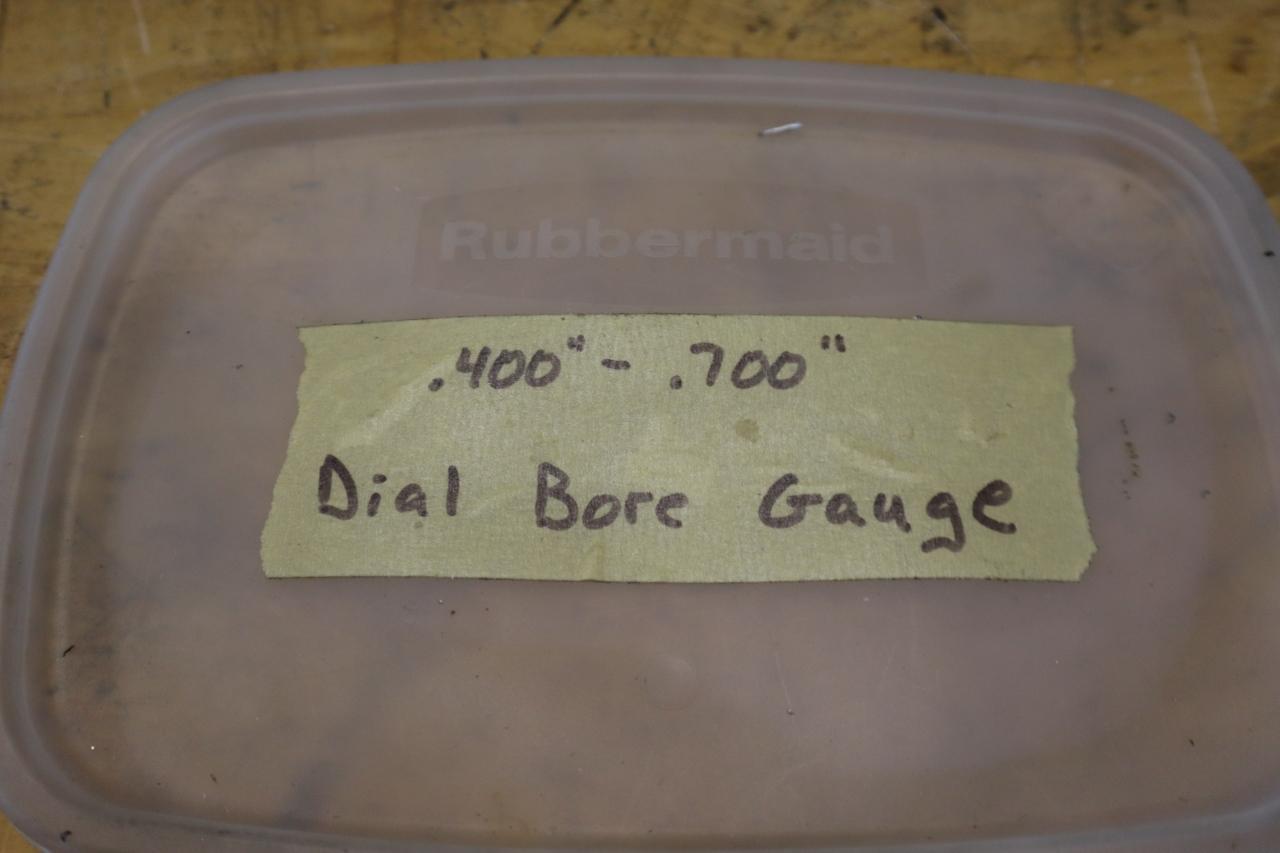 Rubbermaid
.400" - .700"
Dial Bore Gauge